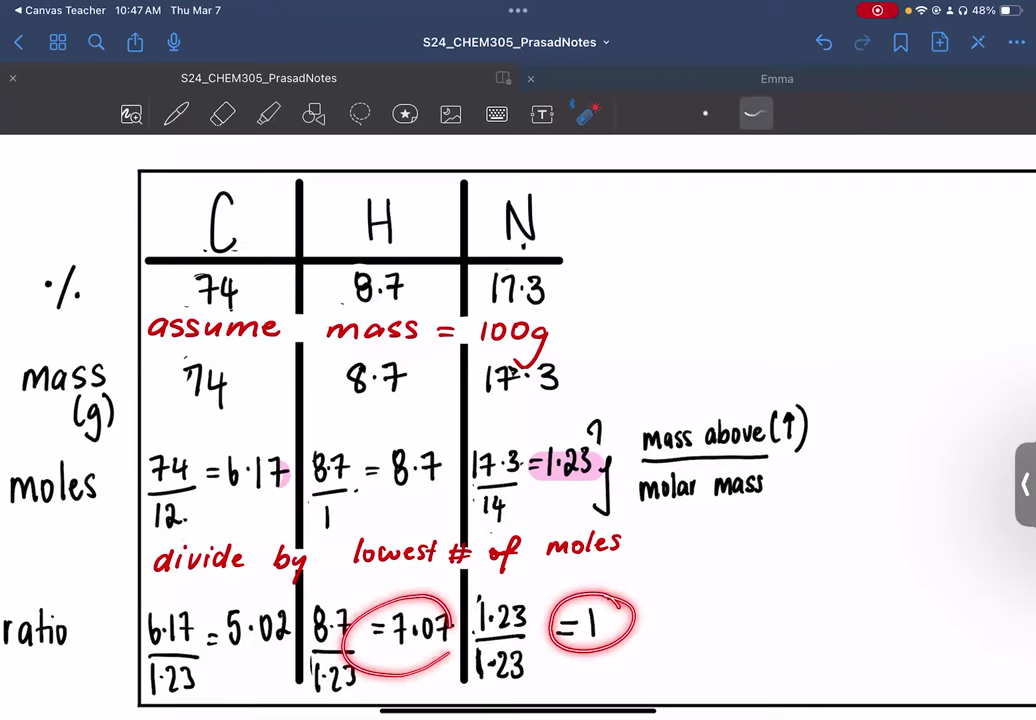 Canvas Teacher 10:47 AM Thu Mar 7 48%
S24_CHEM305_PrasadNotes
S24_CHEM305_PrasadNotes Emma
C H N
% 74 8.7 17.3
assume mass = 100g
mass 74 8.7 17.3
(g)
moles 74/12 = 6.17 8.7/1 = 8.7 17.3/14 = 1.23 mass above (↑)/molar mass
divide by lowest # of moles
ratio 6.17/1.23 = 5.02 8.7/1.23 = 7.07 1.23/1.23 = 1